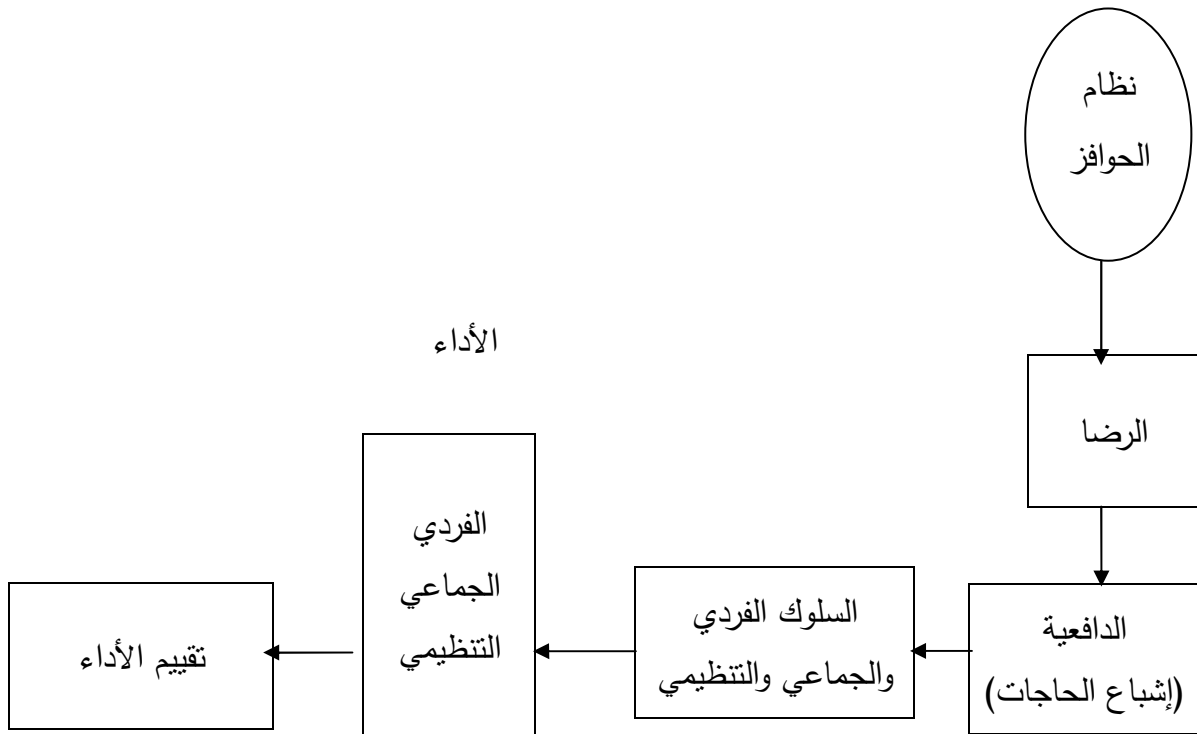 نظام
الحوافز
الأداء
الرضا
الفردي
الجماعي
التنظيمي
السلوك الفردي
والجماعي والتنظيمي
الدافعية
(إشباع الحاجات)
تقييم الأداء